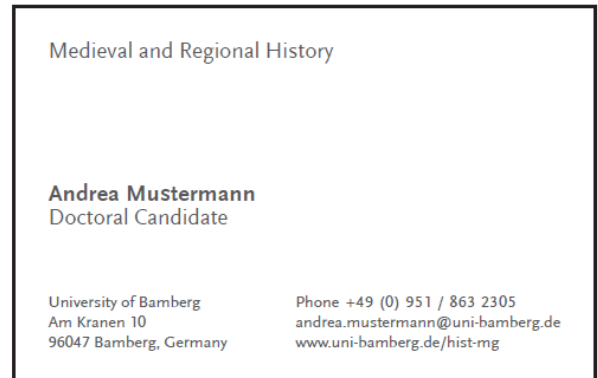 Medieval and Regional History
Andrea Mustermann
Doctoral Candidate
University of Bamberg
Am Kranen 10
96047 Bamberg, Germany
Phone +49 (0) 951 / 863 2305
andrea.mustermann@uni-bamberg.de
www.uni-bamberg.de/hist-mg